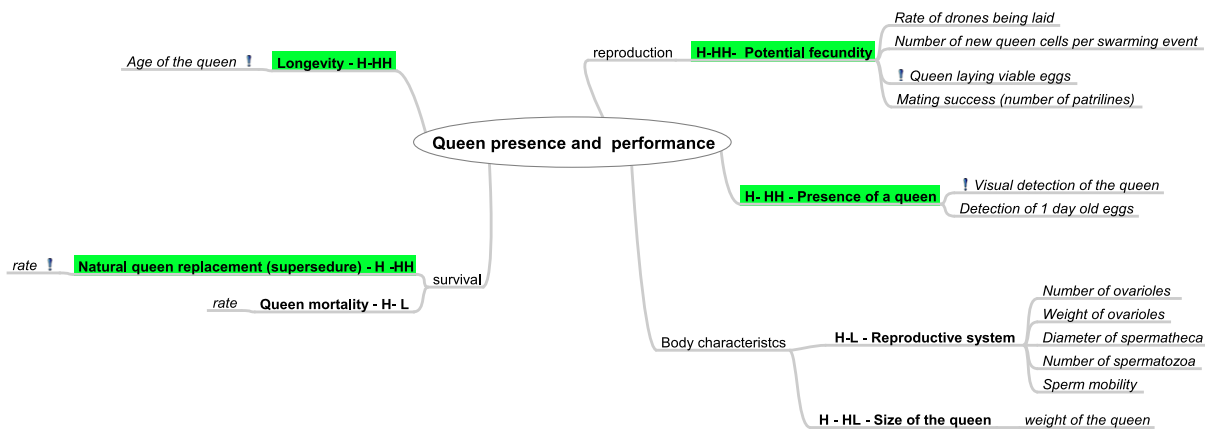 Queen presence and  performance
Age of the queen
Longevity - H-HH
reproduction
H-HH-  Potential fecundity
Rate of drones being laid
Number of new queen cells per swarming event
Queen laying viable eggs
Mating success (number of patrilines)
H- HH - Presence of a queen
Visual detection of the queen
Detection of 1 day old eggs
rate
Natural queen replacement (supersedure) - H -HH
survival
rate
Queen mortality - H- L
Body characteristcs
H-L - Reproductive system
Number of ovarioles
Weight of ovarioles
Diameter of spermatheca
Number of spermatozoa
Sperm mobility
H - HL - Size of the queen
weight of the queen